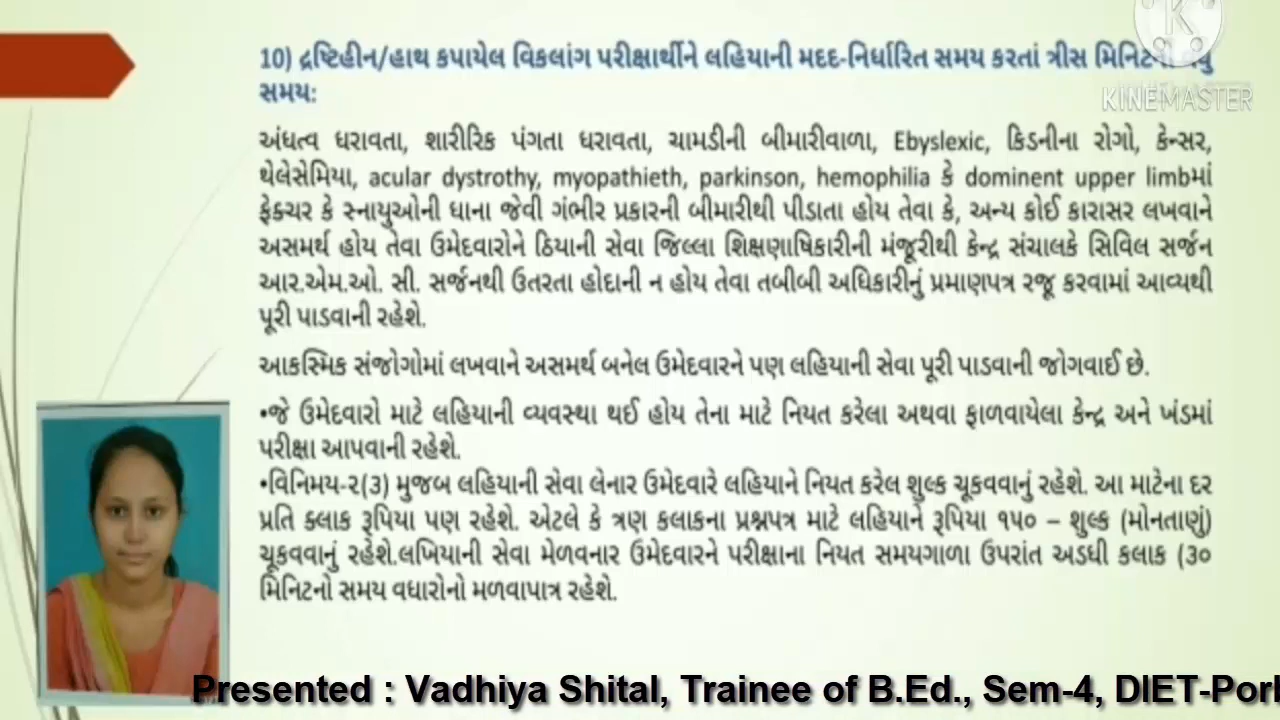 10) દ્રષ્ટિહીન/હાથ કપાયેલ વિકલાંગ પરીક્ષાર્થીને લહિયાની મદદ-નિર્ધારિત સમય કરતાં ત્રીસ
સમય:
K
KINEMASTER
અંધત્વ ધરાવતા, શારીરિક પંગતા ધરાવતા, ચામડીની બીમારીવાળા, Ebyslexic, કિડનીના રોગો, કેન્સર,
થેલેસેમિયા, acular dystrothy, myopathieth, parkinson, hemophilia કે dominent upper limbમાં
ફેક્ચર કે સ્નાયુઓની ધાના જેવી ગંભીર પ્રકારની બીમારીથી પીડાતા હોય તેવા કે, અન્ય કોઈ કારાસર લખવાને
અસમર્થ હોય તેવા ઉમેદવારોને ઠિયાની સેવા જિલ્લા શિક્ષણાષિકારીની મંજૂરીથી કેન્દ્ર સંચાલકે સિવિલ સર્જન
આર.એમ.ઓ. સી. સર્જનથી ઉતરતા હોદાની ન હોય તેવા તબીબી અધિકારીનું પ્રમાણપત્ર રજૂ કરવામાં આવ્યથી
પૂરી પાડવાની રહેશે.
આકસ્મિક સંજોગોમાં લખવાને અસમર્થ બનેલ ઉમેદવારને પણ લહિયાની સેવા પૂરી પાડવાની જોગવાઈ છે.
•જે ઉમેદવારો માટે લહિયાની વ્યવસ્થા થઈ હોય તેના માટે નિયત કરેલા અથવા ફાળવાયેલા કેન્દ્ર અને ખંડમાં
પરીક્ષા આપવાની રહેશે.
•વિનિમય-૨(૩) મુજબ લહિયાની સેવા લેનાર ઉમેદવારે લહિયાને નિયત કરેલ શુલ્ક ચૂકવવાનું રહેશે. આ માટેના દર
પ્રતિ ક્લાક રૂપિયા પણ રહેશે. એટલે કે ત્રણ કલાકના પ્રશ્નપત્ર માટે લહિયાને રૂપિયા ૧૫૦ – શુલ્ક (મોનતાણું)
ચૂકવવાનું રહેશે.લખિયાની સેવા મેળવનાર ઉમેદવારને પરીક્ષાના નિયત સમયગાળા ઉપરાંત અડધી કલાક (૩૦
મિનિટનો સમય વધારોનો મળવાપાત્ર રહેશે.
Presented : Vadhiya Shital, Trainee of B.Ed., Sem-4,